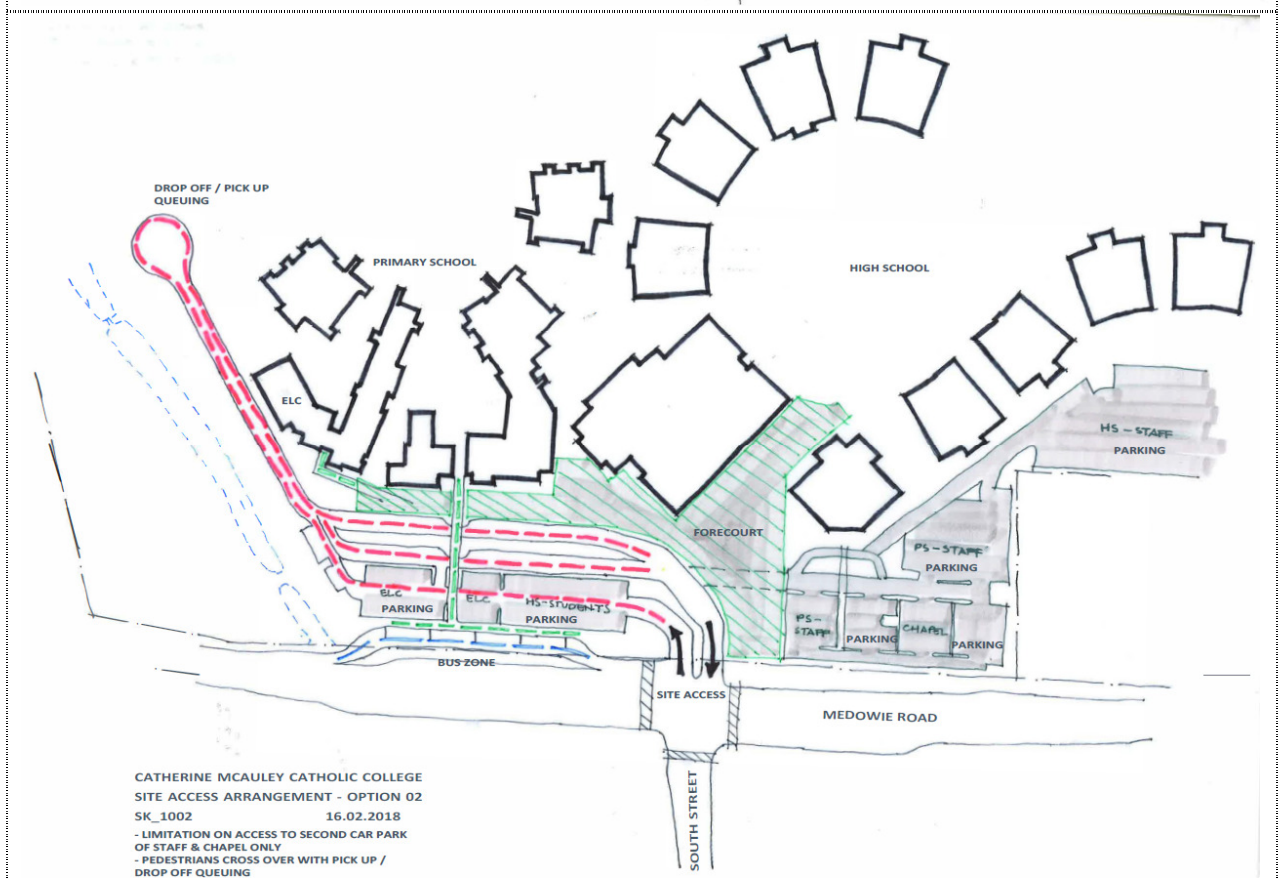 DROP OFF / PICK UP
QUEUING
PRIMARY SCHOOL
HIGH SCHOOL
ELC
HS-STAFF
PARKING
FORECOURT
PS-STAFF
PARKING
ELC
PARKING
ELC
HS-STUDENTS
PARKING
PS-
STAFF
PARKING
CHAPEL
PARKING
BUS ZONE
SITE ACCESS
MEDOWIE ROAD
SOUTH STREET
CATHERINE MCAULEY CATHOLIC COLLEGE
SITE ACCESS ARRANGEMENT - OPTION 02
SK_1002 16.02.2018
- LIMITATION ON ACCESS TO SECOND CAR PARK
OF STAFF & CHAPEL ONLY
- PEDESTRIANS CROSS OVER WITH PICK UP /
DROP OFF QUEUING